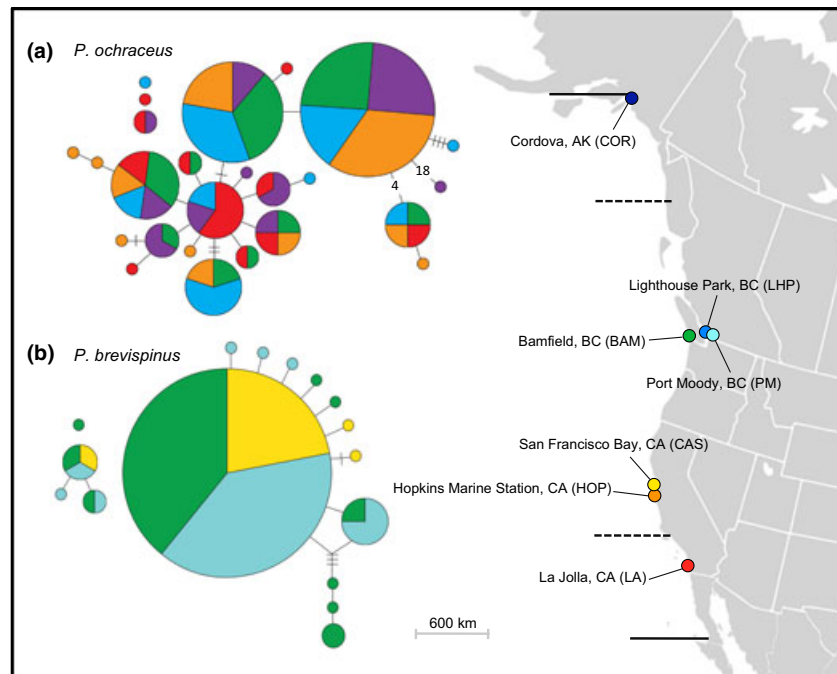 (a) P. ochraceus
18
4
(b) P. brevispinus
Cordova, AK (COR)
Lighthouse Park, BC (LHP)
Bamfield, BC (BAM)
Port Moody, BC (PM)
San Francisco Bay, CA (CAS)
Hopkins Marine Station, CA (HOP)
La Jolla, CA (LA)
600 km